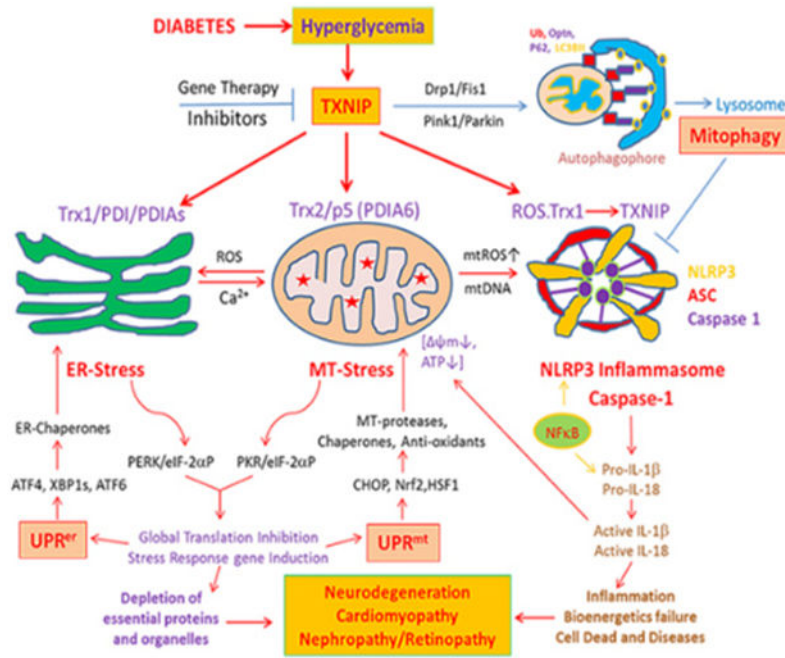 DIABETES
Hyperglycemia
Ub, Optn,
P62, LC3BII
Gene Therapy
Inhibitors
TXNIP
Drp1/Fis1
Pink1/Parkin
Lysosome
Mitophagy
Autophagophore
Trx1/PDI/PDIAs
Trx2/p5 (PDIA6)
ROS.Trx1
TXNIP
ROS
Ca²⁺
mtROS↑
mtDNA
NLRP3
ASC
Caspase 1
[Δψm↓,
ATP↓]
ER-Stress
MT-Stress
NLRP3 Inflammasome
Caspase-1
ER-Chaperones
MT-proteases,
Chaperones, Anti-oxidants
NFκB
PERK/eIF-2αP
PKR/eIF-2αP
Pro-IL-1β
Pro-IL-18
ATF4, XBP1s, ATF6
CHOP, Nrf2,HSF1
UPRᵉʳ
Global Translation Inhibition
Stress Response gene Induction
UPRᵐᵗ
Active IL-1β
Active IL-18
Depletion of
essential proteins
and organelles
Neurodegeneration
Cardiomyopathy
Nephropathy/Retinopathy
Inflammation
Bioenergetics failure
Cell Dead and Diseases